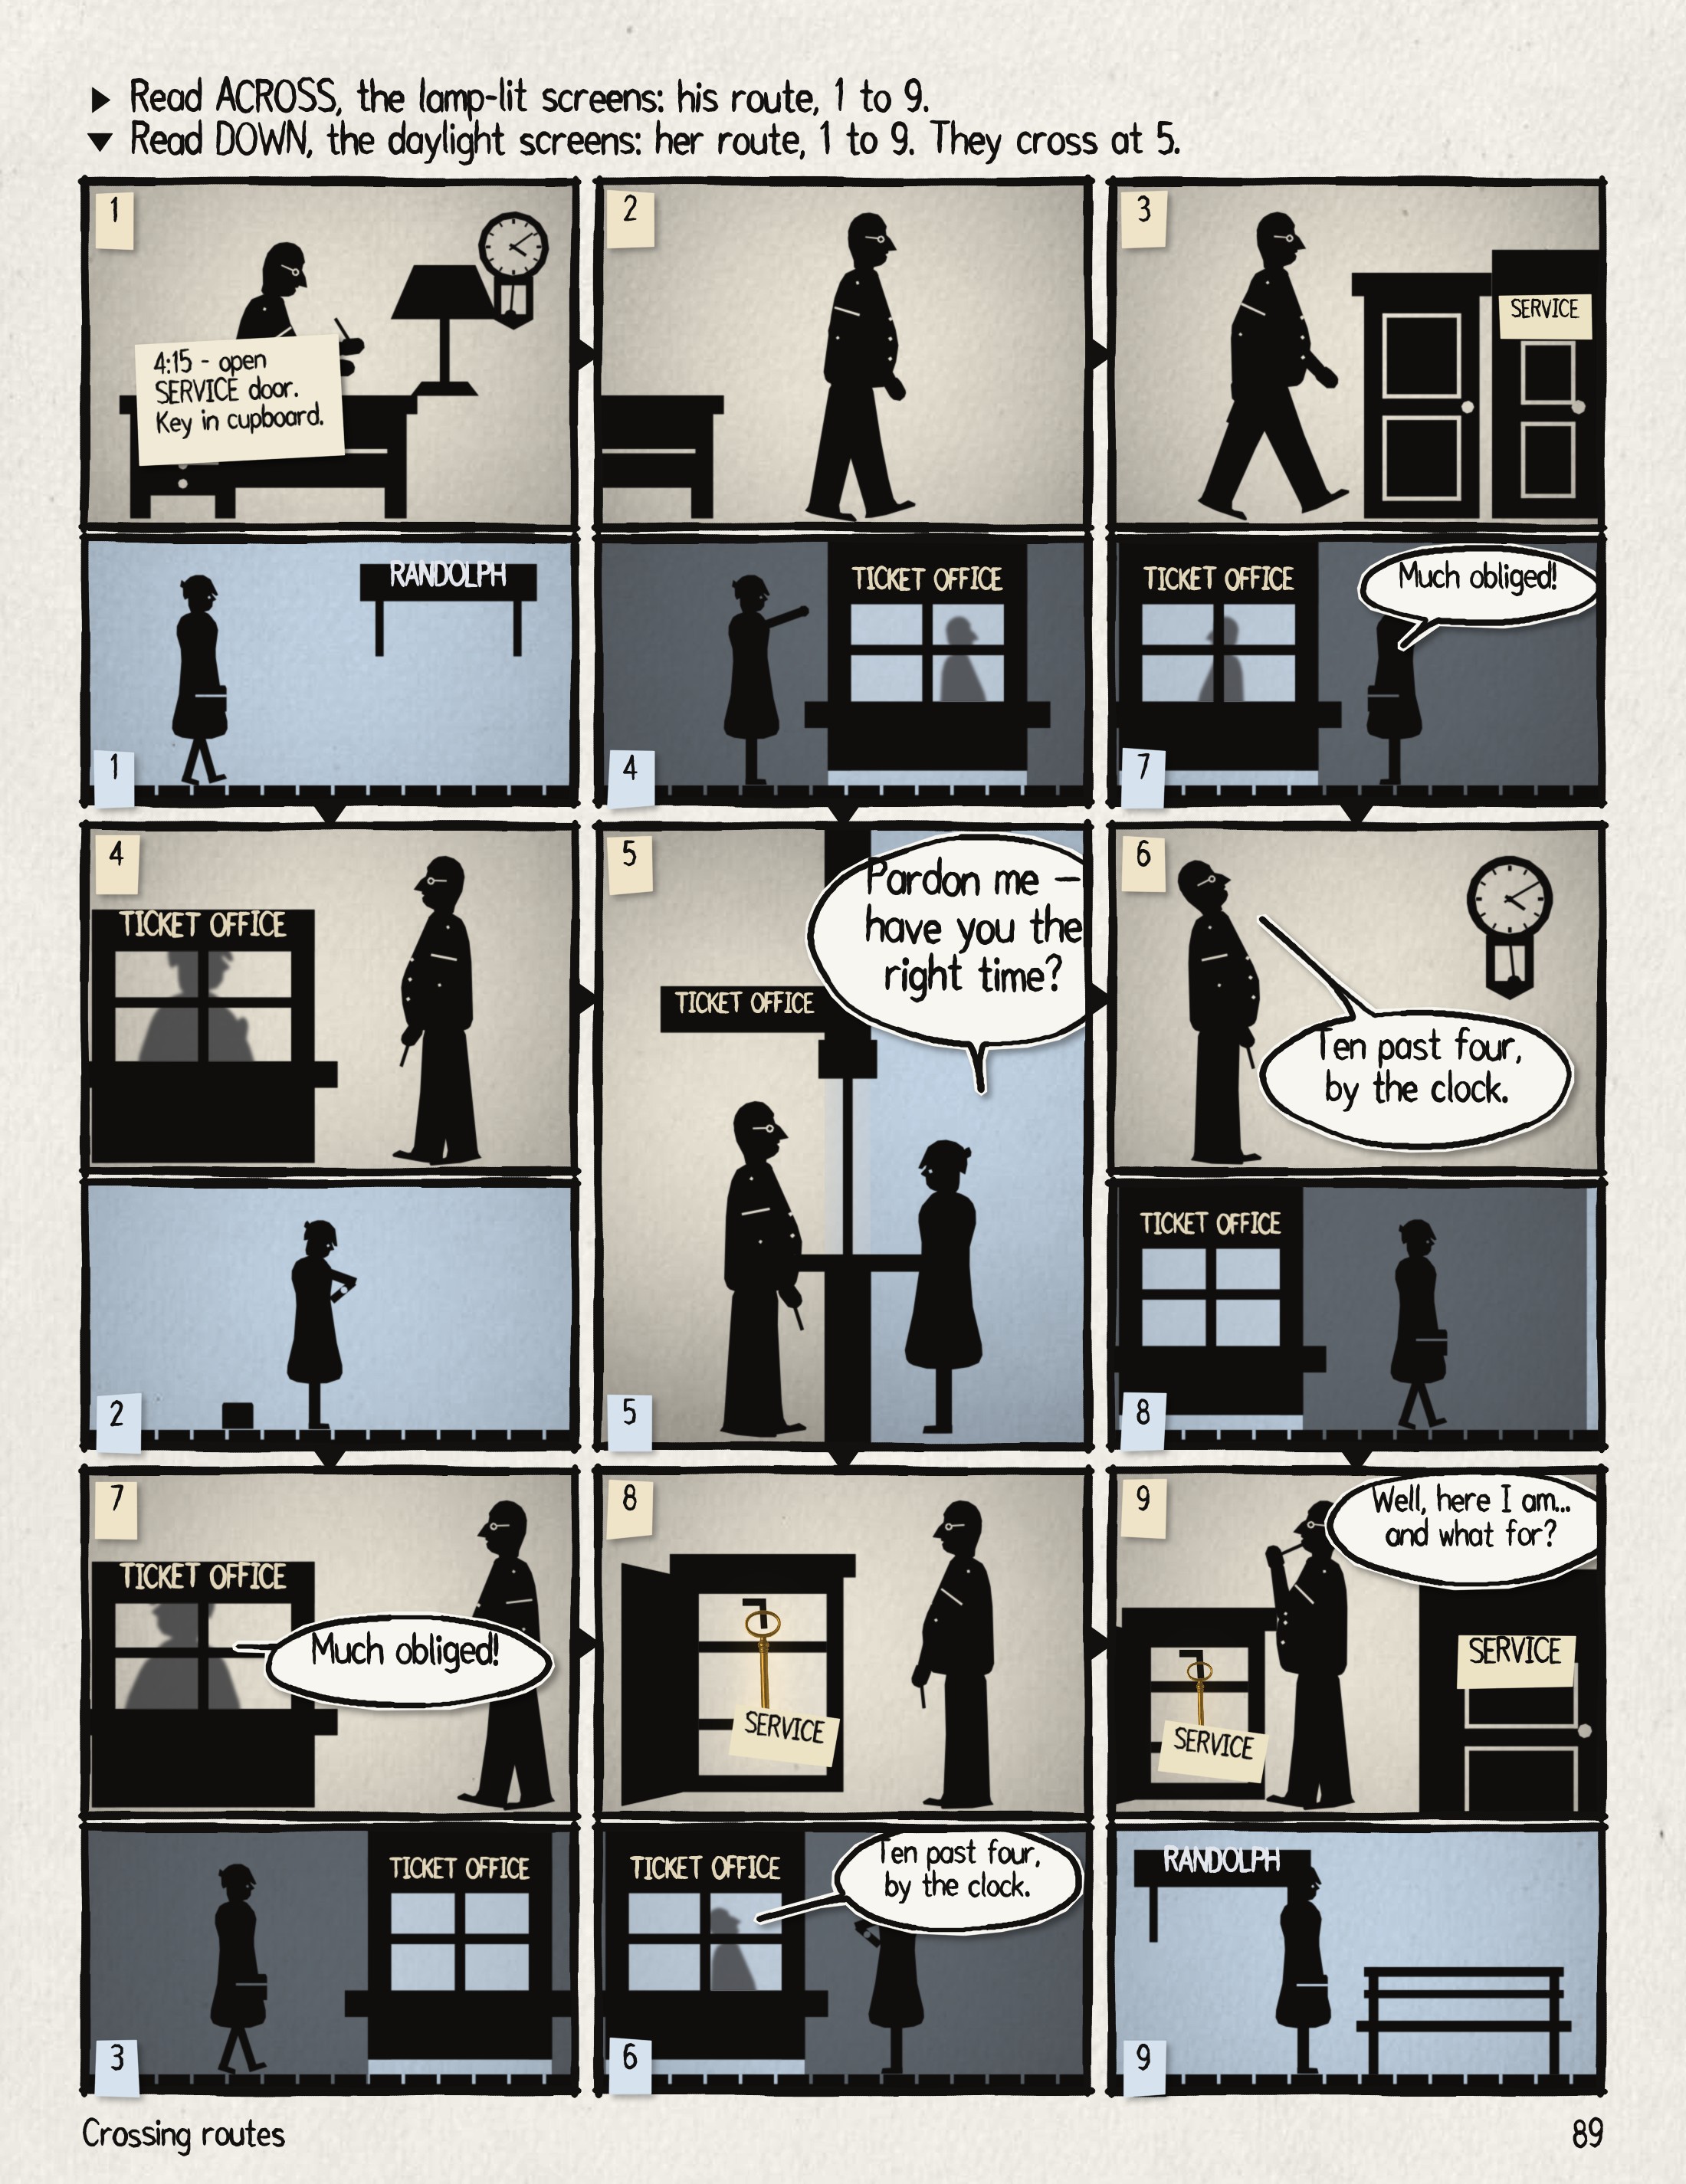 ▶ Read ACROSS, the lamp-lit screens: his route, 1 to 9.
▼ Read DOWN, the daylight screens: her route, 1 to 9. They cross at 5.
1
4:15 - open
SERVICE door.
Key in cupboard.
2
3
SERVICE
RANDOLPH
1
TICKET OFFICE
4
TICKET OFFICE
Much obliged!
7
4
TICKET OFFICE
5
Pardon me —
have you the
right time?
TICKET OFFICE
5
6
Ten past four,
by the clock.
2
TICKET OFFICE
8
7
TICKET OFFICE
Much obliged!
8
SERVICE
9
Well, here I am...
and what for?
SERVICE
SERVICE
TICKET OFFICE
3
TICKET OFFICE
Ten past four,
by the clock.
6
RANDOLPH
9
Crossing routes
89